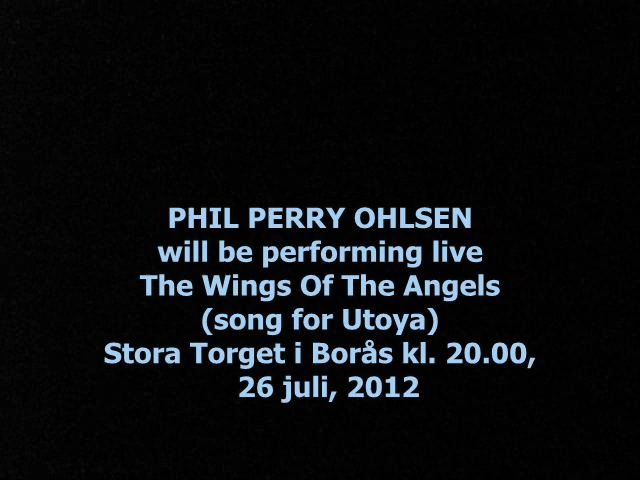 PHIL PERRY OHLSEN
will be performing live
The Wings Of The Angels
(song for Utoya)
Stora Torget i Borås kl. 20.00,
26 juli, 2012